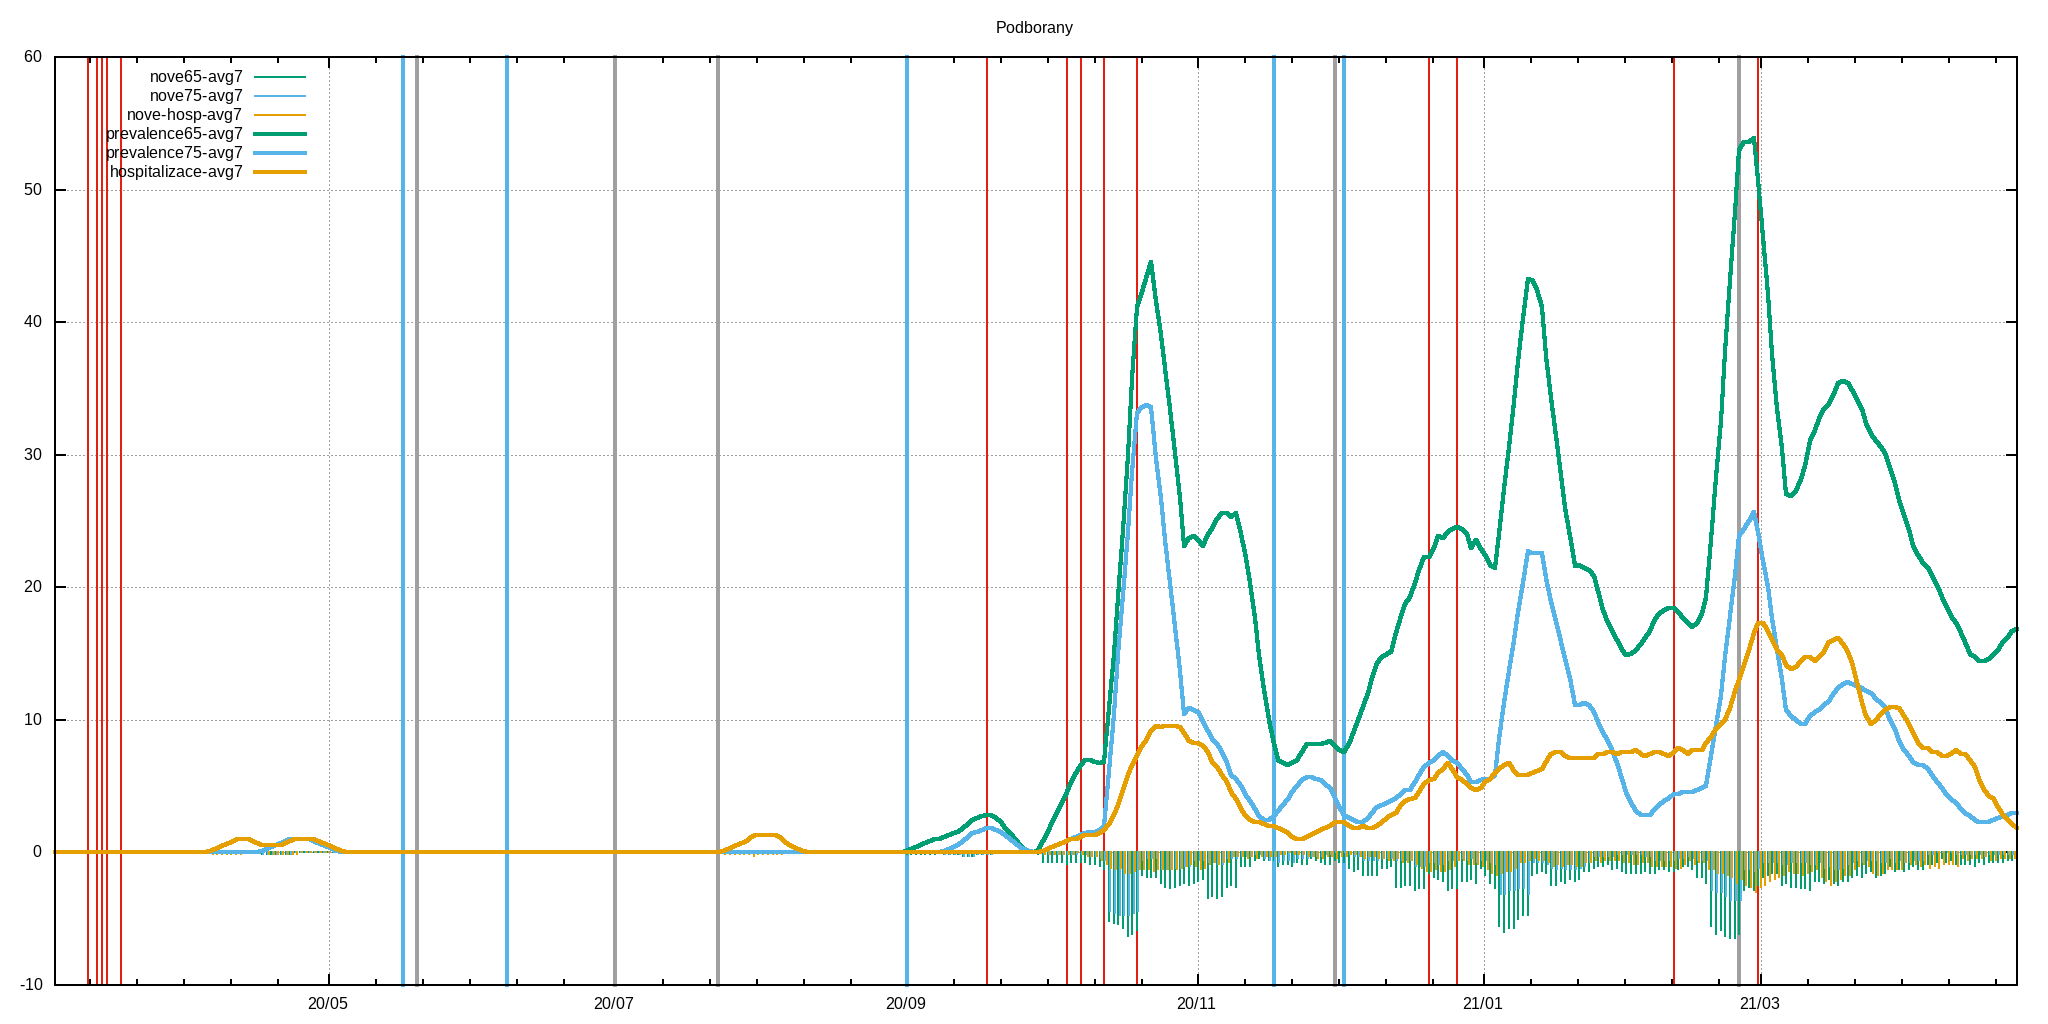 Podborany
60
50
40
30
20
10
0
-10
nove65-avg7
nove75-avg7
nove-hosp-avg7
prevalence65-avg7
prevalence75-avg7
hospitalizace-avg7
20/05 20/07 20/09 20/11 21/01 21/03